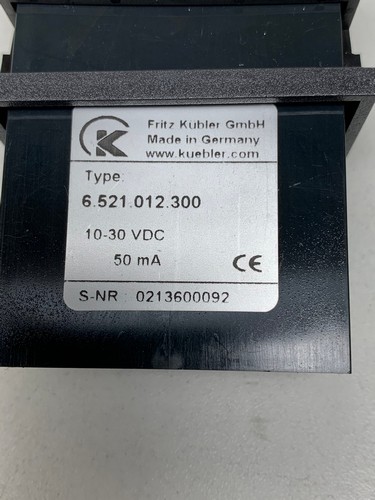 K
Fritz Kübler GmbH
Made in Germany
www.kuebler.com
Type:
6.521.012.300
10-30 VDC
50 mA
CE
S-NR: 0213600092